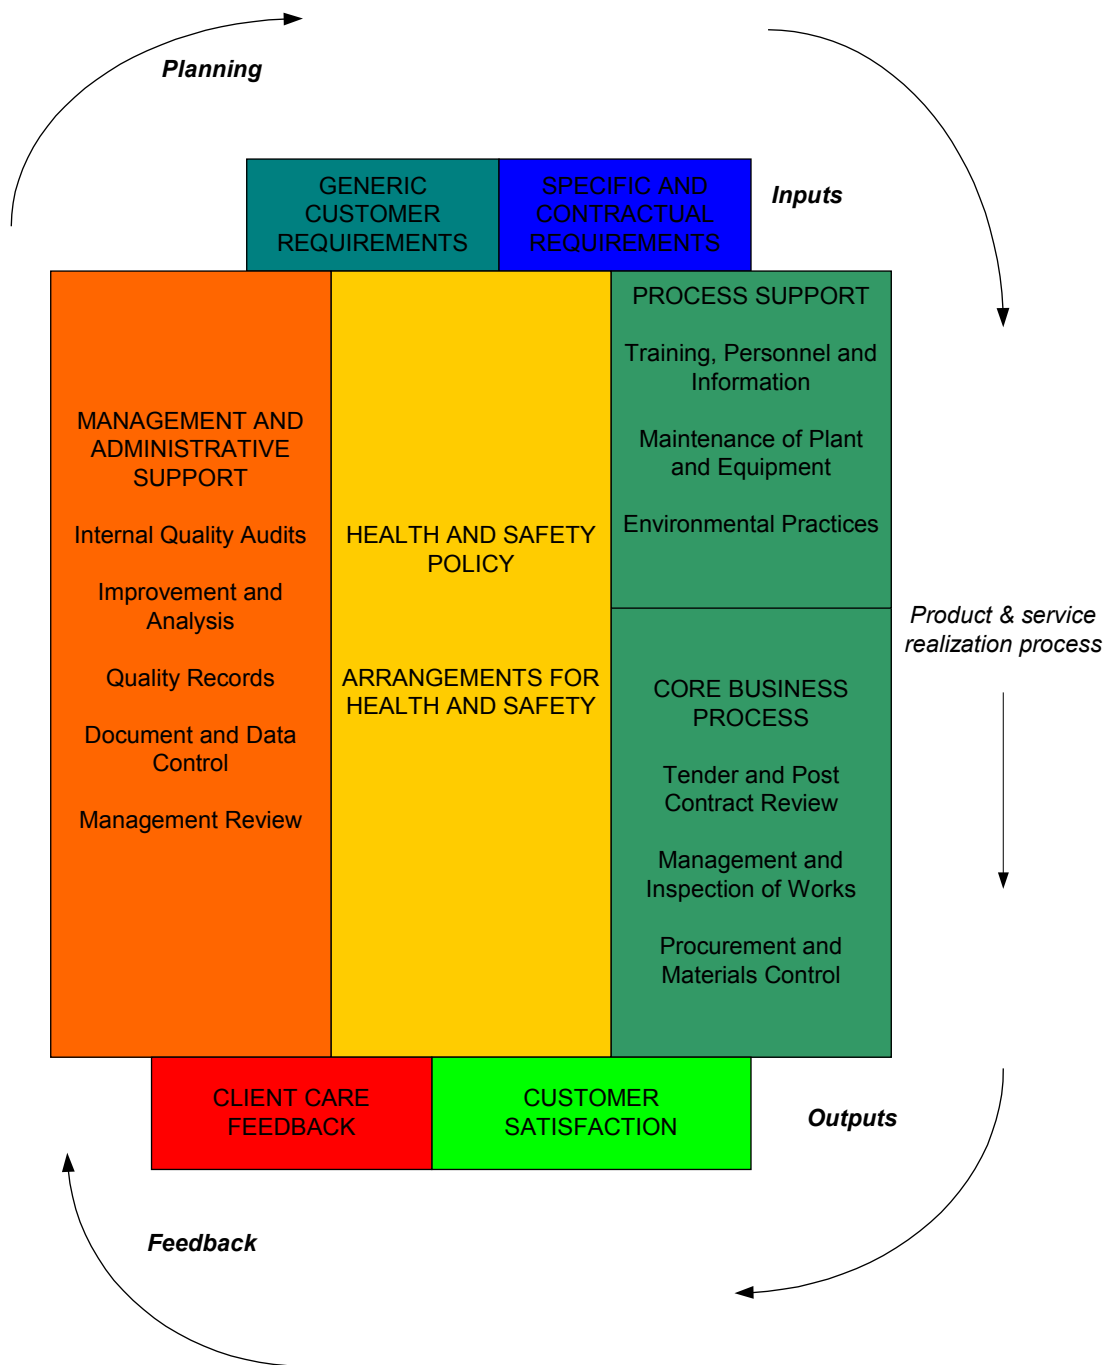 Planning
GENERIC
CUSTOMER
REQUIREMENTS
SPECIFIC AND
CONTRACTUAL
REQUIREMENTS
Inputs
MANAGEMENT AND
ADMINISTRATIVE
SUPPORT
Internal Quality Audits
Improvement and
Analysis
Quality Records
Document and Data
Control
Management Review
HEALTH AND SAFETY
POLICY
ARRANGEMENTS FOR
HEALTH AND SAFETY
PROCESS SUPPORT
Training, Personnel and
Information
Maintenance of Plant
and Equipment
Environmental Practices
CORE BUSINESS
PROCESS
Tender and Post
Contract Review
Management and
Inspection of Works
Procurement and
Materials Control
Product & service
realization process
CLIENT CARE
FEEDBACK
CUSTOMER
SATISFACTION
Outputs
Feedback